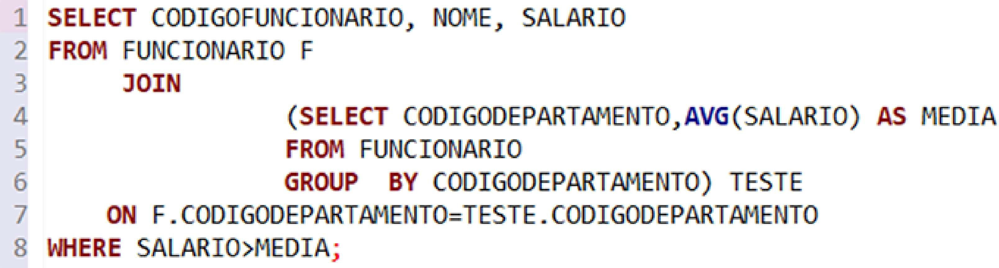 1 SELECT CODIGOFUNCIONARIO, NOME, SALARIO
2 FROM FUNCIONARIO F
3 JOIN
4 (SELECT CODIGODEPARTAMENTO,AVG(SALARIO) AS MEDIA
5 FROM FUNCIONARIO
6 GROUP  BY CODIGODEPARTAMENTO) TESTE
7 ON F.CODIGODEPARTAMENTO=TESTE.CODIGODEPARTAMENTO
8 WHERE SALARIO>MEDIA;